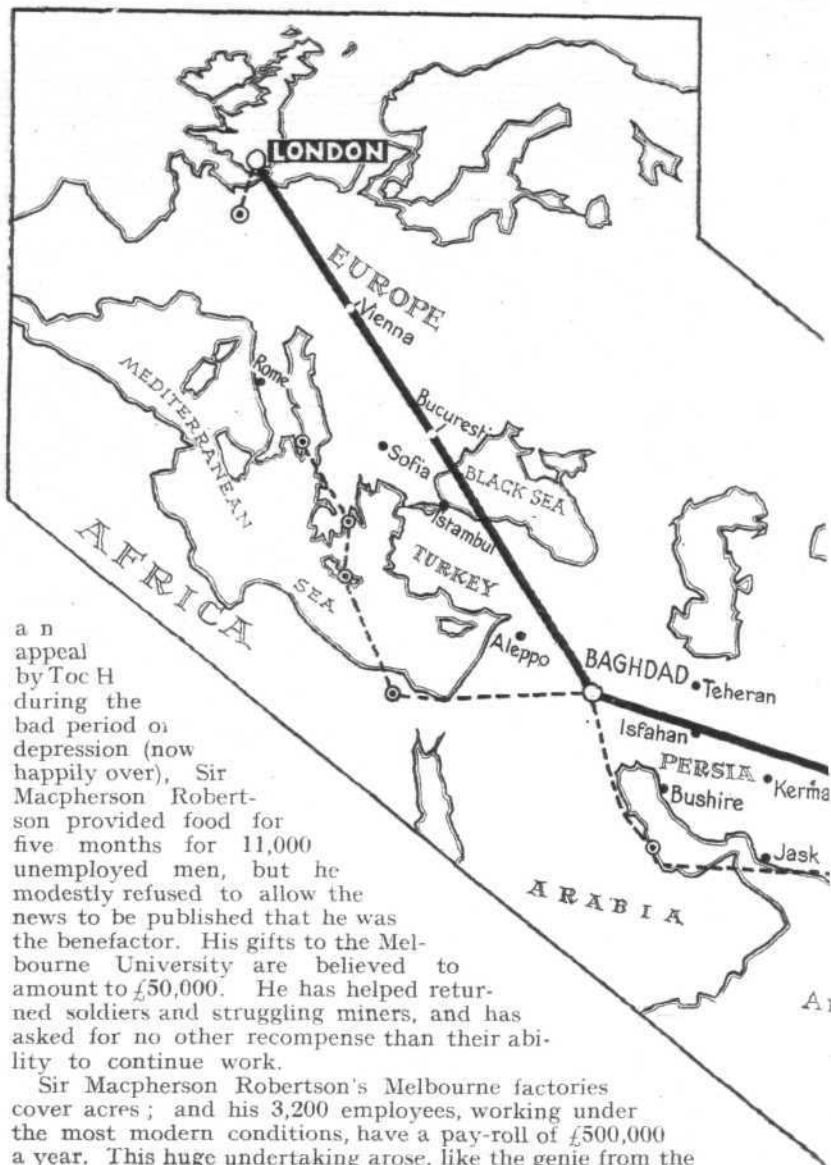 LONDON
EUROPE
Vienna
Rome
MEDITERRANEAN
SEA
Bucuresti
Sofia
BLACK SEA
Istambul
TURKEY
AFRICA
Aleppo
BAGHDAD
Teheran
Isfahan
PERSIA
Bushire
Jask
ARABIA
a n
appeal
by Toc H
during the
bad period
depression (now
happily over), Sir
Macpherson Robert-
son provided food for
five months for 11,000
unemployed men, but he
modestly refused to allow the
news to be published that he was
the benefactor. His gifts to the Mel-
bourne University are believed to
amount to £50,000. He has helped retur-
ned soldiers and struggling miners, and has
asked for no other recompense than their abi-
lity to continue work.
Sir Macpherson Robertson's Melbourne factories
cover acres ; and his 3,200 employees, working under
the most modern conditions, have a pay-roll of £500,000
a year. This huge undertaking arose, like the genie from the